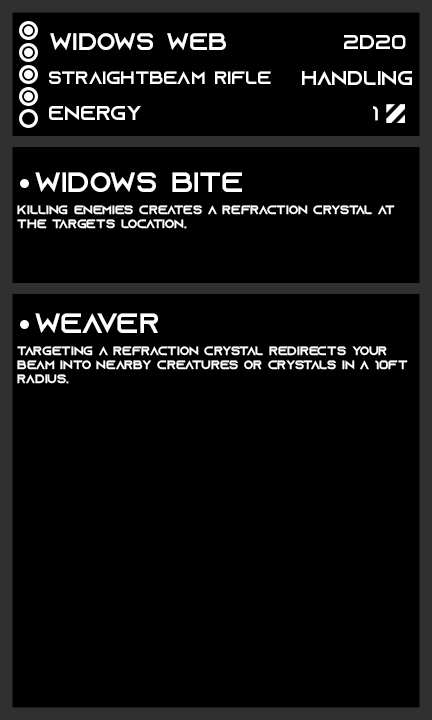 WIDOWS WEB 2D20
STRAIGHTBEAM RIFLE HANDLING
ENERGY 1
• WIDOWS BITE
KILLING ENEMIES CREATES A REFRACTION CRYSTAL AT
THE TARGETS LOCATION.
• WEAVER
TARGETING A REFRACTION CRYSTAL REDIRECTS YOUR
BEAM INTO NEARBY CREATURES OR CRYSTALS IN A 10FT
RADIUS.